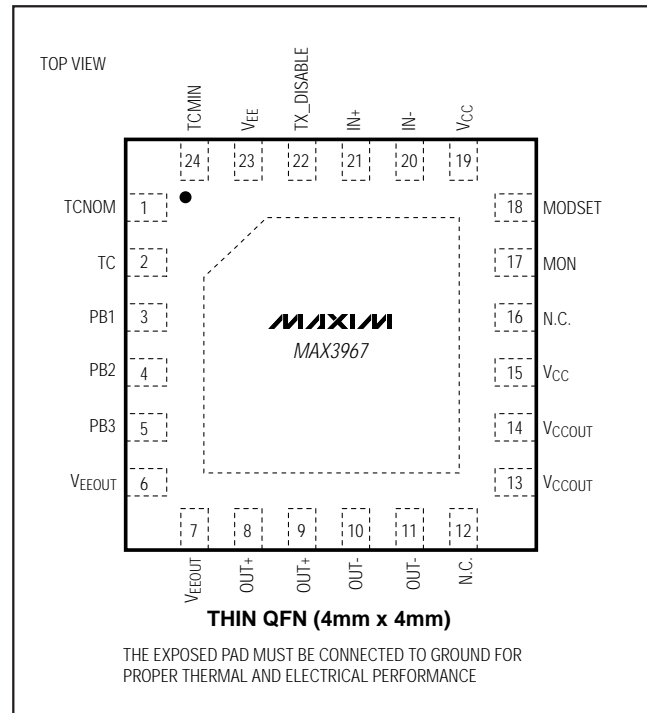 TOP VIEW
TCMIN
VEE
TX_DISABLE
IN+
IN-
VCC
24
23
22
21
20
19
TCNOM 1
18 MODSET
TC 2
17 MON
PB1 3
16 N.C.
MAXIM
MAX3967
PB2 4
15 VCC
PB3 5
14 VCCOUT
VEEOUT 6
13 VCCOUT
7
8
9
10
11
12
VEEOUT
OUT+
OUT+
OUT-
OUT-
N.C.
THIN QFN (4mm x 4mm)
THE EXPOSED PAD MUST BE CONNECTED TO GROUND FOR
PROPER THERMAL AND ELECTRICAL PERFORMANCE